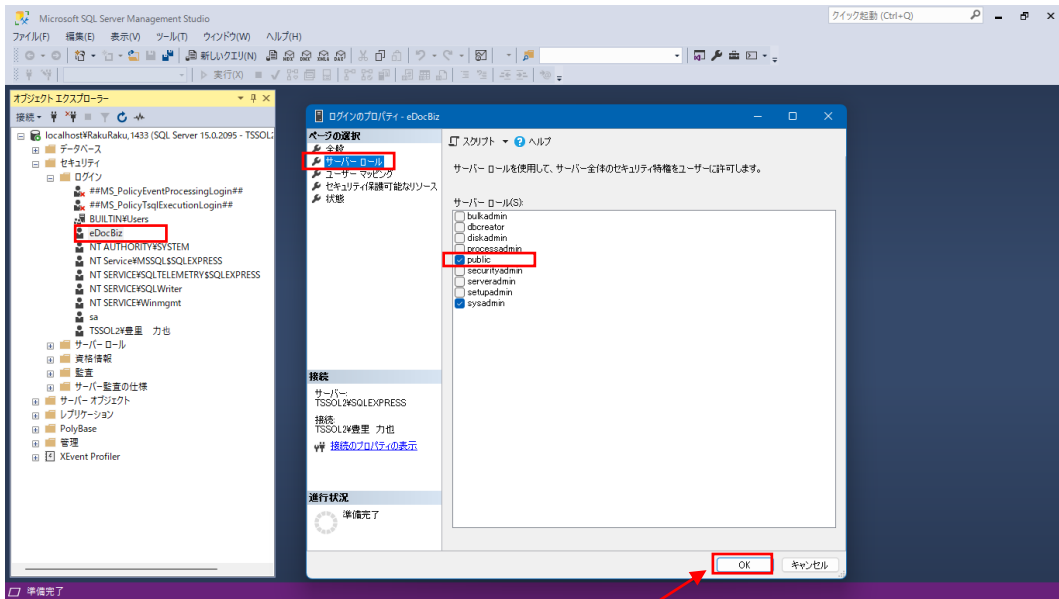 Microsoft SQL Server Management Studio
クイック起動 (Ctrl+Q)
ファイル(F) 編集(E) 表示(V) ツール(T) ウィンドウ(W) ヘルプ(H)
新しいクエリ(N)
実行(X)
オブジェクト エクスプローラー
接続
localhost¥RakuRaku,1433 (SQL Server 15.0.2095 - TSSOL2
データベース
セキュリティ
ログイン
##MS_PolicyEventProcessingLogin##
##MS_PolicyTsqlExecutionLogin##
BUILTIN¥Users
eDocBiz
NT AUTHORITY¥SYSTEM
NT Service¥MSSQL$SQLEXPRESS
NT SERVICE¥SQLTELEMETRY$SQLEXPRESS
NT SERVICE¥SQLWriter
NT SERVICE¥Winmgmt
sa
TSSOL2¥豊里 力也
サーバー ロール
資格情報
監査
サーバー監査の仕様
サーバー オブジェクト
レプリケーション
PolyBase
管理
XEvent Profiler
ログインのプロパティ - eDocBiz
ページの選択
全般
サーバー ロール
ユーザー マッピング
セキュリティ保護可能なリソース
状態
スクリプト
ヘルプ
サーバー ロールを使用して、サーバー全体のセキュリティ特権をユーザーに許可します。
サーバー ロール(S):
bulkadmin
dbcreator
diskadmin
processadmin
public
securityadmin
serveradmin
setupadmin
sysadmin
接続
サーバー:
TSSOL2¥SQLEXPRESS
接続:
TSSOL2¥豊里 力也
接続のプロパティの表示
進行状況
準備完了
OK
キャンセル
準備完了